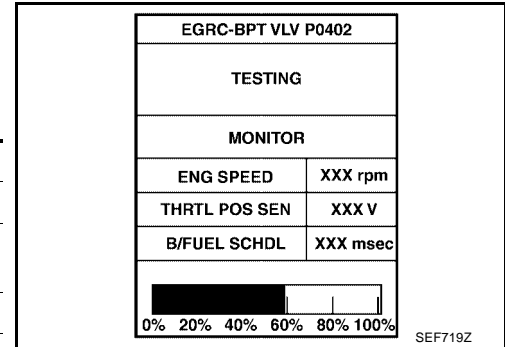 EGRC-BPT VLV P0402
TESTING
MONITOR
ENG SPEED XXX rpm
THRTL POS SEN XXX V
B/FUEL SCHDL XXX msec
0% 20% 40% 60% 80% 100%
SEF719Z